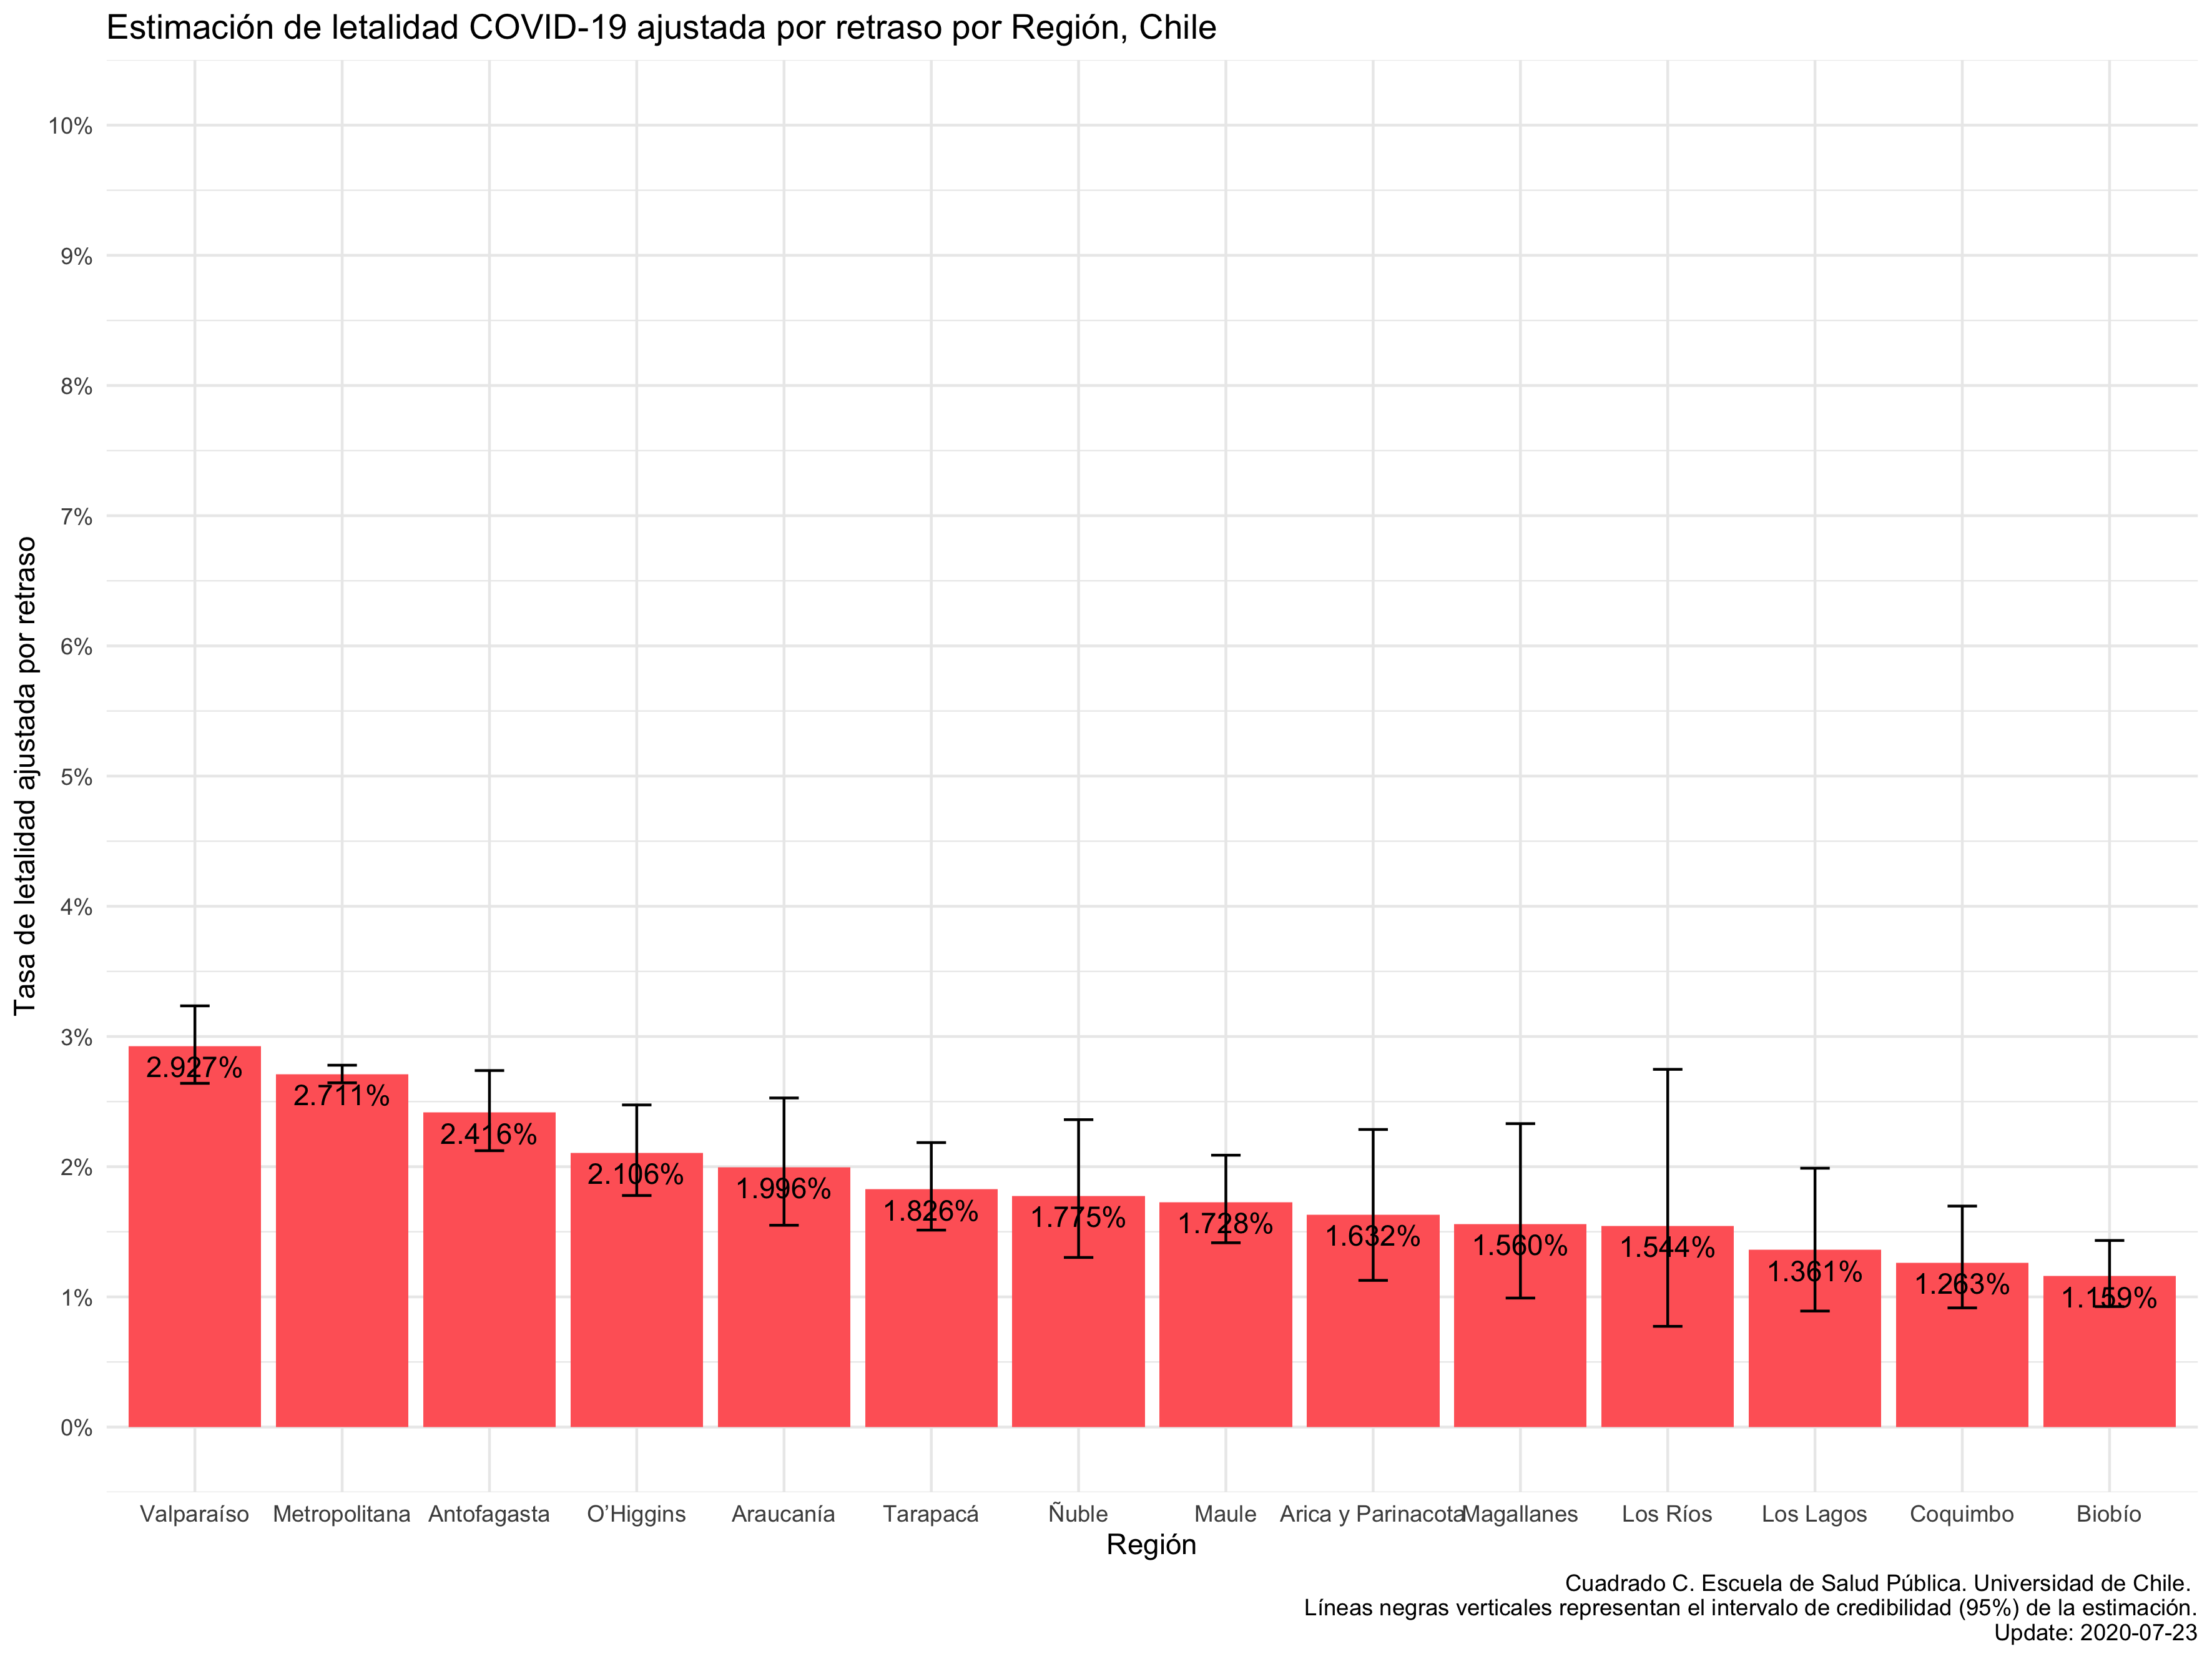 Estimación de letalidad COVID-19 ajustada por retraso por Región, Chile
Tasa de letalidad ajustada por retraso
10%
9%
8%
7%
6%
5%
4%
3%
2%
1%
0%
2.927%
2.711%
2.416%
2.106%
1.996%
1.826%
1.775%
1.728%
1.632%
1.560%
1.544%
1.361%
1.263%
1.159%
Valparaíso
Metropolitana
Antofagasta
O’Higgins
Araucanía
Tarapacá
Ñuble
Maule
Arica y Parinacota
Magallanes
Los Ríos
Los Lagos
Coquimbo
Biobío
Región
Cuadrado C. Escuela de Salud Pública. Universidad de Chile.
Líneas negras verticales representan el intervalo de credibilidad (95%) de la estimación.
Update: 2020-07-23